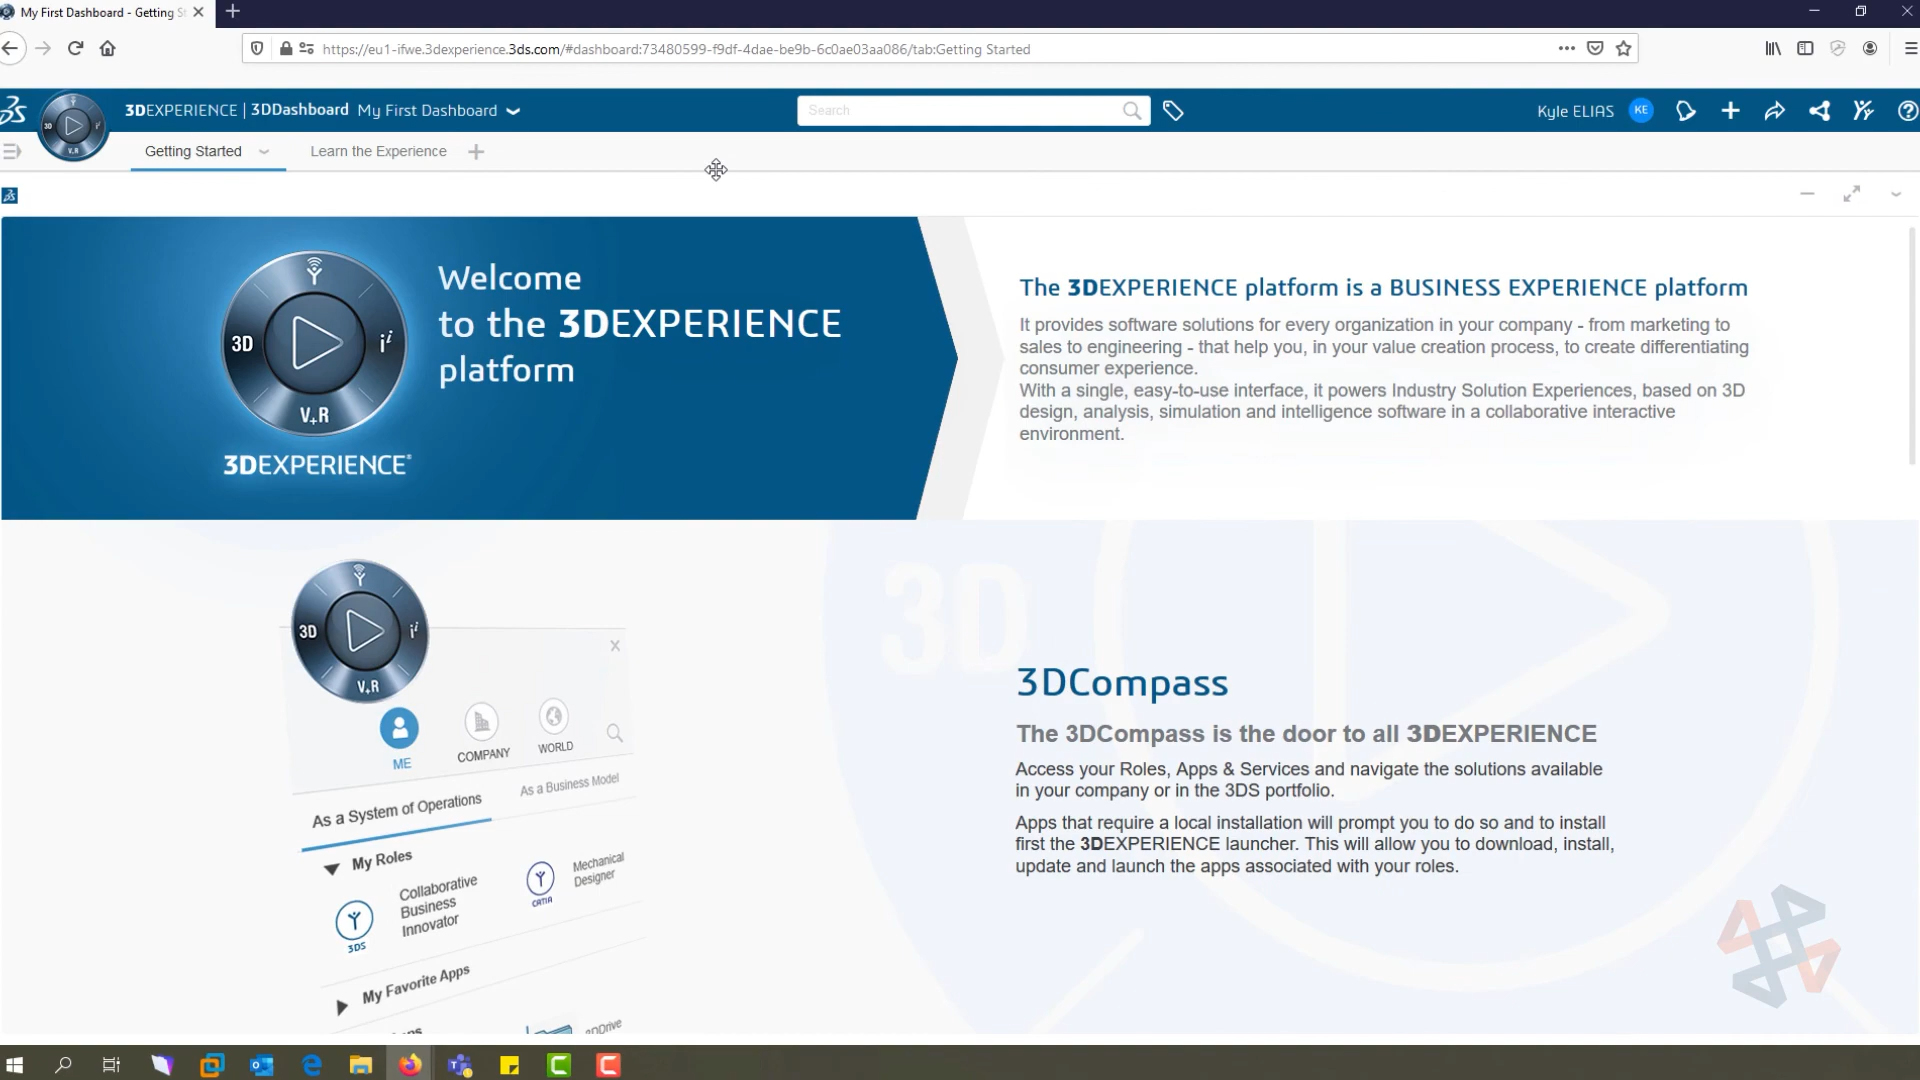 My First Dashboard - Getting S
https://eu1-ifwe.3dexperience.3ds.com/#dashboard:73480599-f9df-4dae-be9b-6c0ae03aa086/tab:Getting Started
3DEXPERIENCE | 3DDashboard My First Dashboard
Search
Kyle ELIAS KE
3D V.R
Getting Started
Learn the Experience
Welcome
to the 3DEXPERIENCE
platform
3D i² V+R
3DEXPERIENCE®
The 3DEXPERIENCE platform is a BUSINESS EXPERIENCE platform
It provides software solutions for every organization in your company - from marketing to
sales to engineering - that help you, in your value creation process, to create differentiating
consumer experience.
With a single, easy-to-use interface, it powers Industry Solution Experiences, based on 3D
design, analysis, simulation and intelligence software in a collaborative interactive
environment.
3D i² V+R
X
ME
COMPANY
WORLD
As a System of Operations
As a Business Model
My Roles
Collaborative
Business
Innovator
3DS
Mechanical
Designer
CATIA
My Favorite Apps
3DDrive
3D
3DCompass
The 3DCompass is the door to all 3DEXPERIENCE
Access your Roles, Apps & Services and navigate the solutions available
in your company or in the 3DS portfolio.
Apps that require a local installation will prompt you to do so and to install
first the 3DEXPERIENCE launcher. This will allow you to download, install,
update and launch the apps associated with your roles.